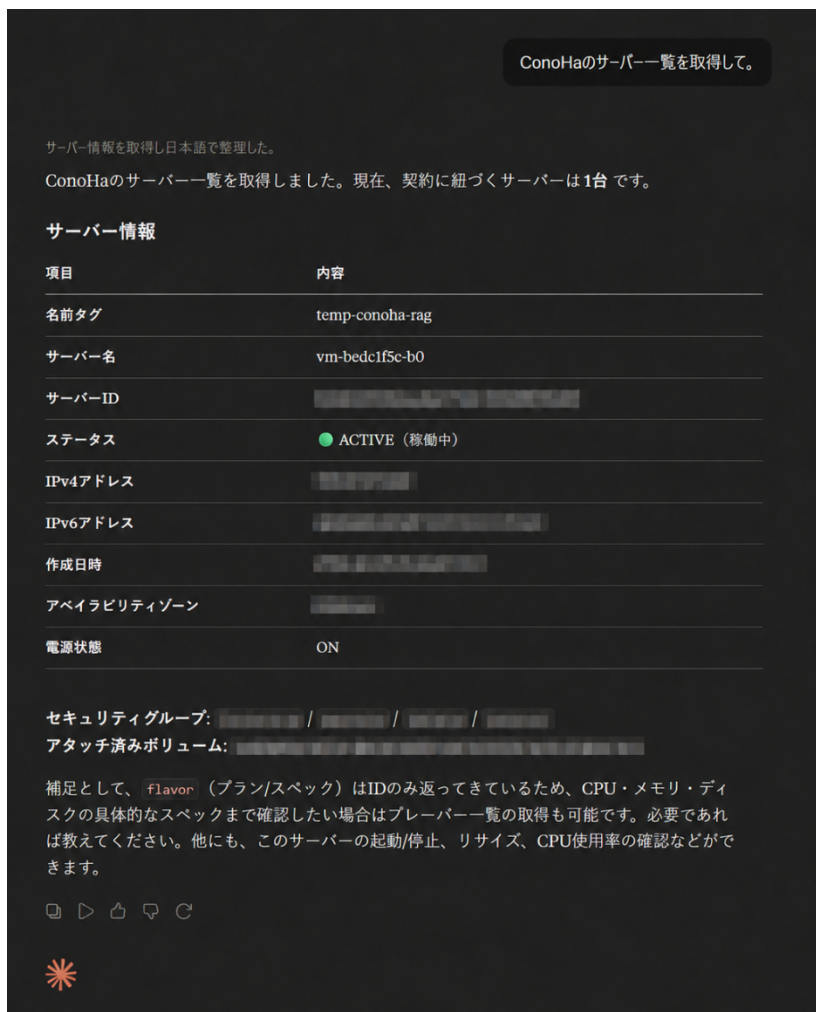 ConoHaのサーバー一覧を取得して。
サーバー情報を取得し日本語で整理した。
ConoHaのサーバー一覧を取得しました。現在、契約に紐づくサーバーは1台 です。
サーバー情報
項目 内容
名前タグ temp-conoha-rag
サーバー名 vm-bedc1f5c-b0
サーバーID
ステータス ACTIVE（稼働中）
IPv4アドレス
IPv6アドレス
作成日時
アベイラビリティゾーン
電源状態 ON
セキュリティグループ: / / /
アタッチ済みボリューム:
補足として、 flavor （プラン/スペック）はIDのみ返ってきているため、CPU・メモリ・ディ
スクの具体的なスペックまで確認したい場合はプレーバー一覧の取得も可能です。必要であれ
ば教えてください。他にも、このサーバーの起動/停止、リサイズ、CPU使用率の確認などがで
きます。